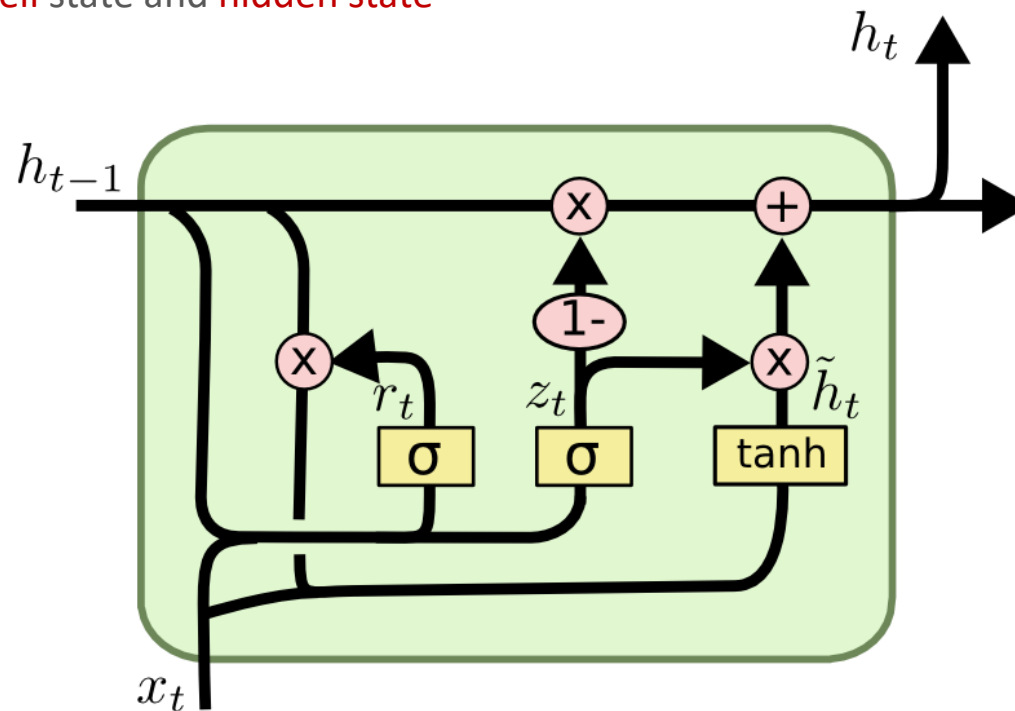 state and hidden state
h_t
h_{t-1}
x + 
1-
x x
r_t z_t h̃_t
σ σ tanh
x_t